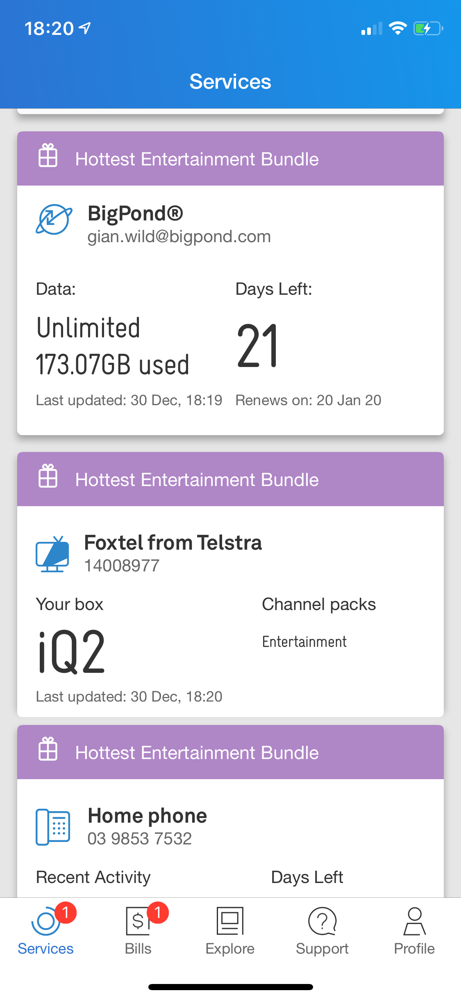 18:20
Services
Hottest Entertainment Bundle
BigPond®
gian.wild@bigpond.com
Data:
Days Left:
Unlimited
173.07GB used
21
Last updated: 30 Dec, 18:19
Renews on: 20 Jan 20
Hottest Entertainment Bundle
Foxtel from Telstra
14008977
Your box
Channel packs
iQ2
Entertainment
Last updated: 30 Dec, 18:20
Hottest Entertainment Bundle
Home phone
03 9853 7532
Recent Activity
Days Left
1
1
Services
Bills
Explore
Support
Profile